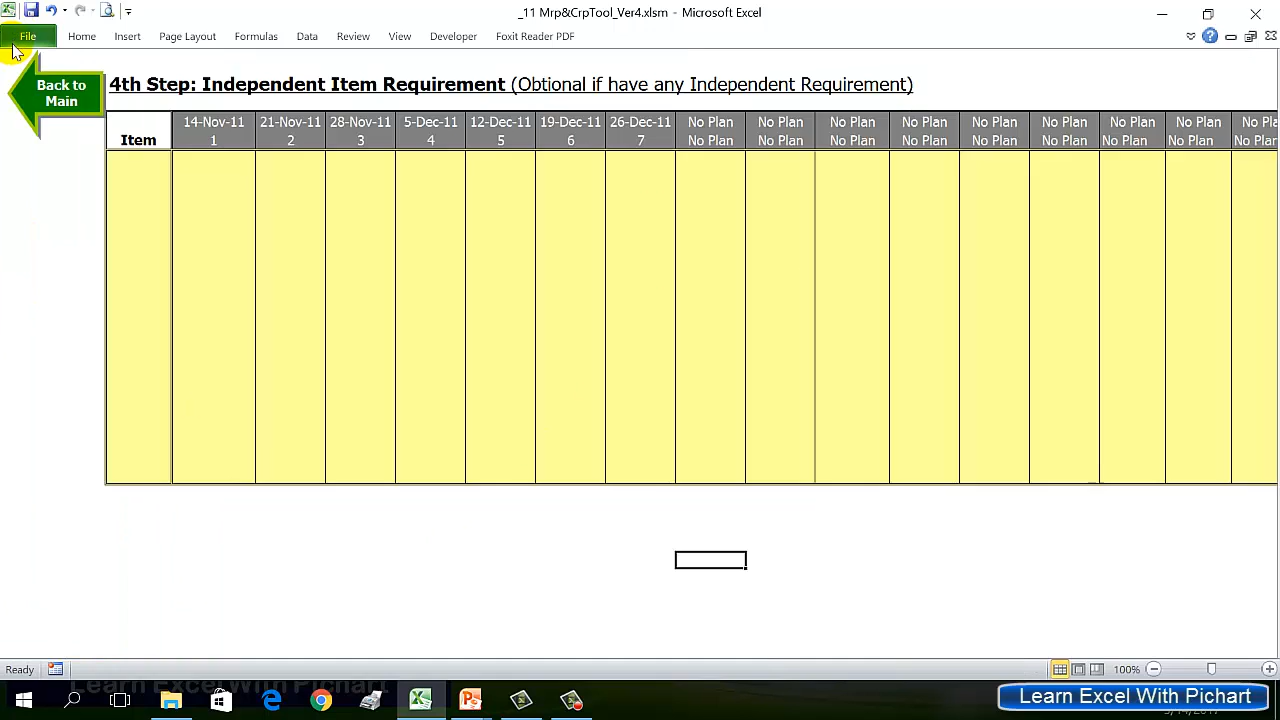 _11 Mrp&CrpTool_Ver4.xlsm - Microsoft Excel
File Home Insert Page Layout Formulas Data Review View Developer Foxit Reader PDF
Back to
Main
4th Step: Independent Item Requirement (Obtional if have any Independent Requirement)
14-Nov-11 21-Nov-11 28-Nov-11 5-Dec-11 12-Dec-11 19-Dec-11 26-Dec-11 No Plan No Plan No Plan No Plan No Plan No Plan No Plan No Plan No Pla
Item 1 2 3 4 5 6 7 No Plan No Plan No Plan No Plan No Plan No Plan No Plan No Plan No Plan
Ready 100%
Learn Excel With Pichart
Learn Excel With Pichart